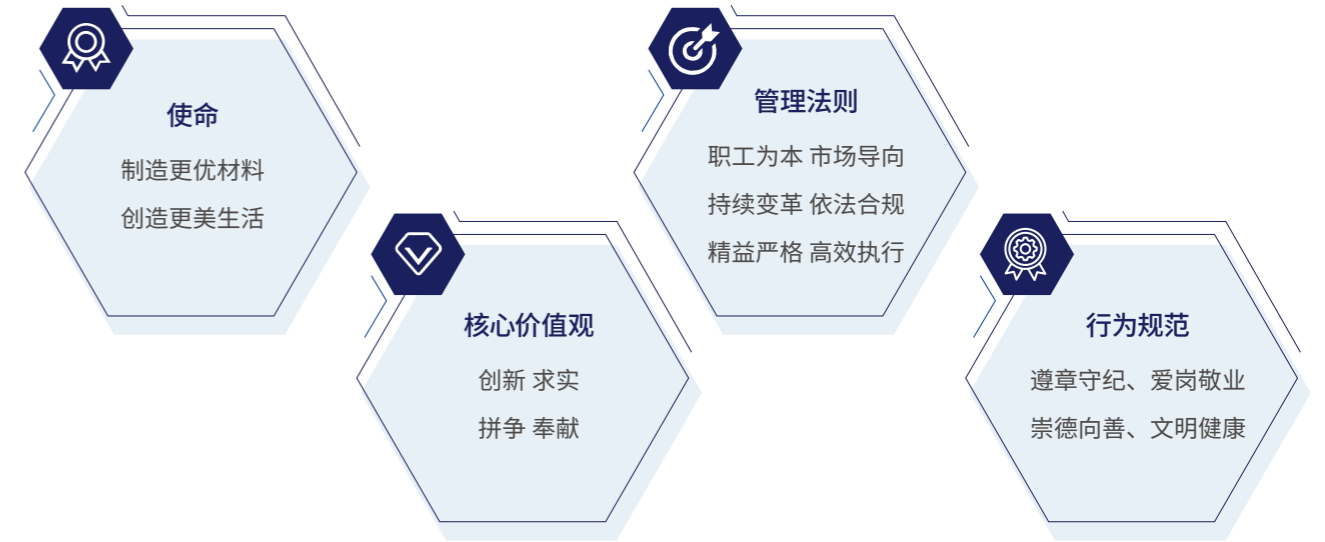 使命
制造更优材料
创造更美生活
核心价值观
创新 求实
拼争 奉献
管理法则
职工为本 市场导向
持续变革 依法合规
精益严格 高效执行
行为规范
遵章守纪、爱岗敬业
崇德向善、文明健康